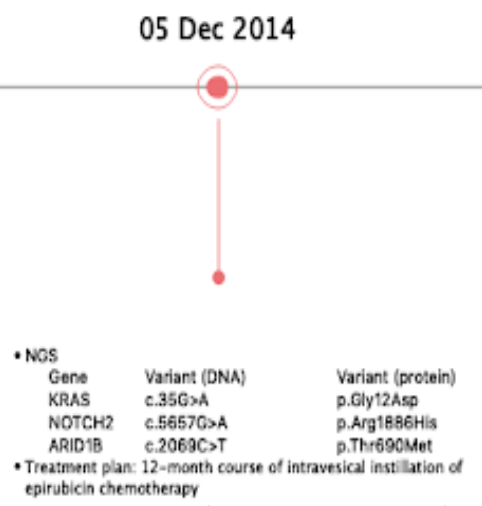 05 Dec 2014
• NGS
Gene Variant (DNA) Variant (protein)
KRAS c.35G>A p.Gly12Asp
NOTCH2 c.5657G>A p.Arg1886His
ARID1B c.2069C>T p.Thr690Met
• Treatment plan: 12-month course of intravesical instillation of
epirubicin chemotherapy